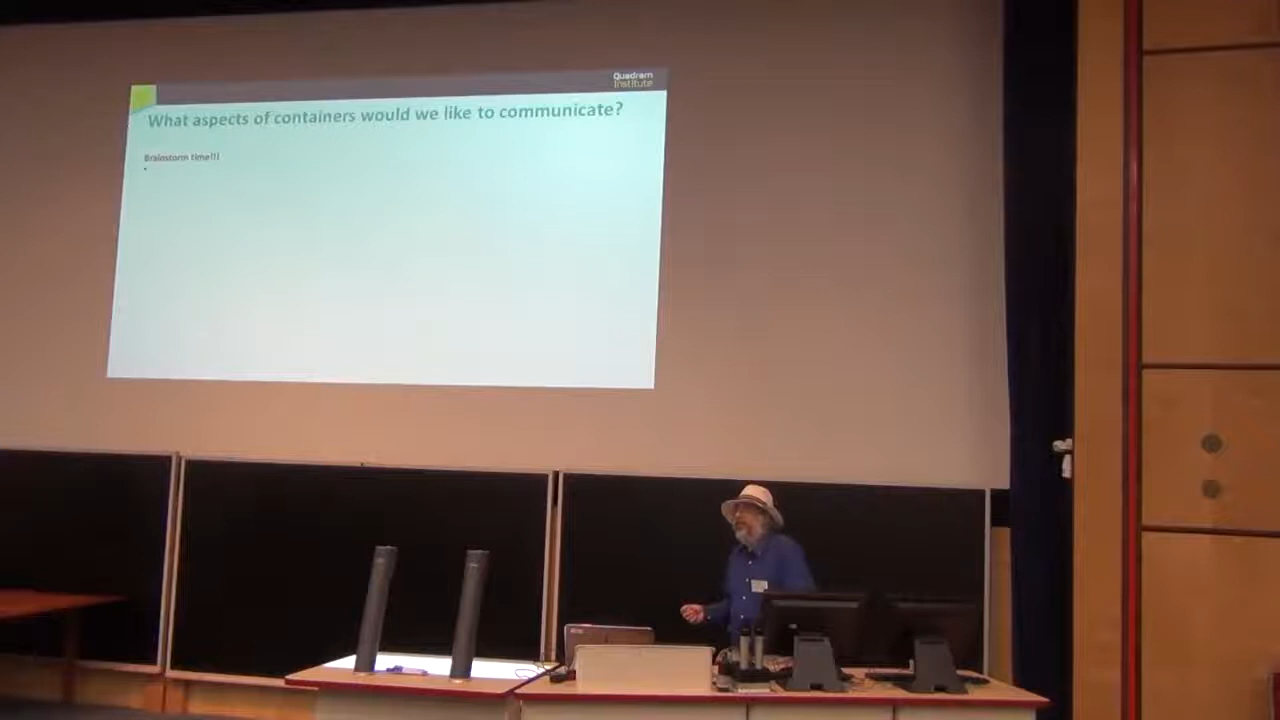 Quadram
Institute
What aspects of containers would we like to communicate?
Brainstorm time!!!